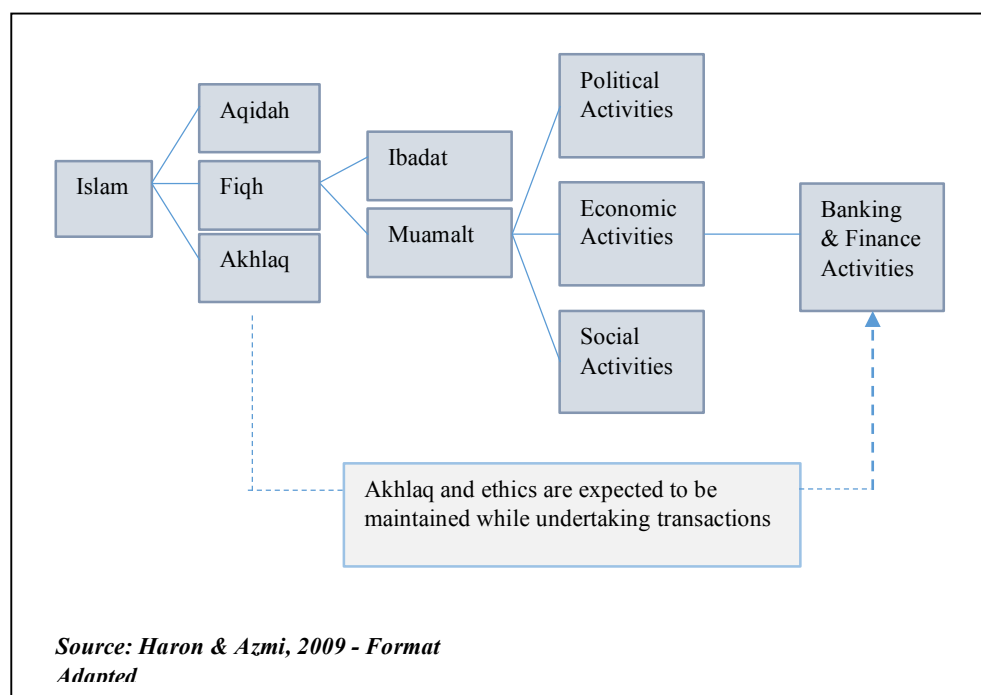 Islam
Aqidah
Fiqh
Akhlaq
Ibadat
Muamalt
Political
Activities
Economic
Activities
Social
Activities
Banking
& Finance
Activities
Akhlaq and ethics are expected to be
maintained while undertaking transactions
Source: Haron & Azmi, 2009 - Format
Adapted